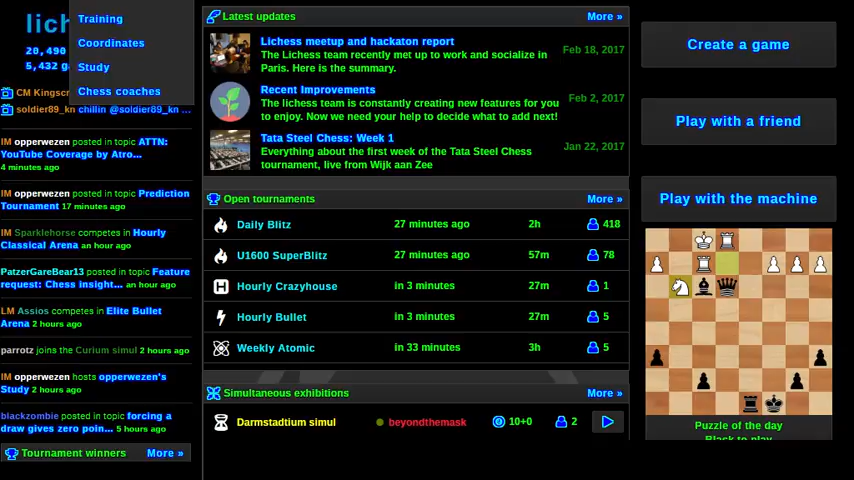 lich
Training
Coordinates
Study
Chess coaches
20,490
5,432 g
CM Kingscr
soldier89_kn chillin @soldier89_kn ...
IM opperwezen posted in topic ATTN:
YouTube Coverage by Atro...
4 minutes ago
IM opperwezen posted in topic Prediction
Tournament 17 minutes ago
IM Sparklehorse competes in Hourly
Classical Arena an hour ago
PatzerGareBear13 posted in topic Feature
request: Chess insight... an hour ago
LM Assios competes in Elite Bullet
Arena 2 hours ago
parrotz joins the Curium simul 2 hours ago
IM opperwezen hosts opperwezen's
Study 2 hours ago
blackzombie posted in topic forcing a
draw gives zero poin... 5 hours ago
Tournament winners More »
Latest updates More »
Lichess meetup and hackaton report
The Lichess team recently met up to work and socialize in
Paris. Here is the summary.
Feb 18, 2017
Recent Improvements
The lichess team is constantly creating new features for you
to enjoy. Now we need your help to decide what to add next!
Feb 2, 2017
Tata Steel Chess: Week 1
Everything about the first week of the Tata Steel Chess
tournament, live from Wijk aan Zee
Jan 22, 2017
Open tournaments More »
Daily Blitz 27 minutes ago 2h 418
U1600 SuperBlitz 27 minutes ago 57m 78
Hourly Crazyhouse in 3 minutes 27m 1
Hourly Bullet in 3 minutes 27m 5
Weekly Atomic in 33 minutes 3h 5
Simultaneous exhibitions More »
Darmstadtium simul beyondthemask 10+0 2
Create a game
Play with a friend
Play with the machine
Puzzle of the day
Black to play